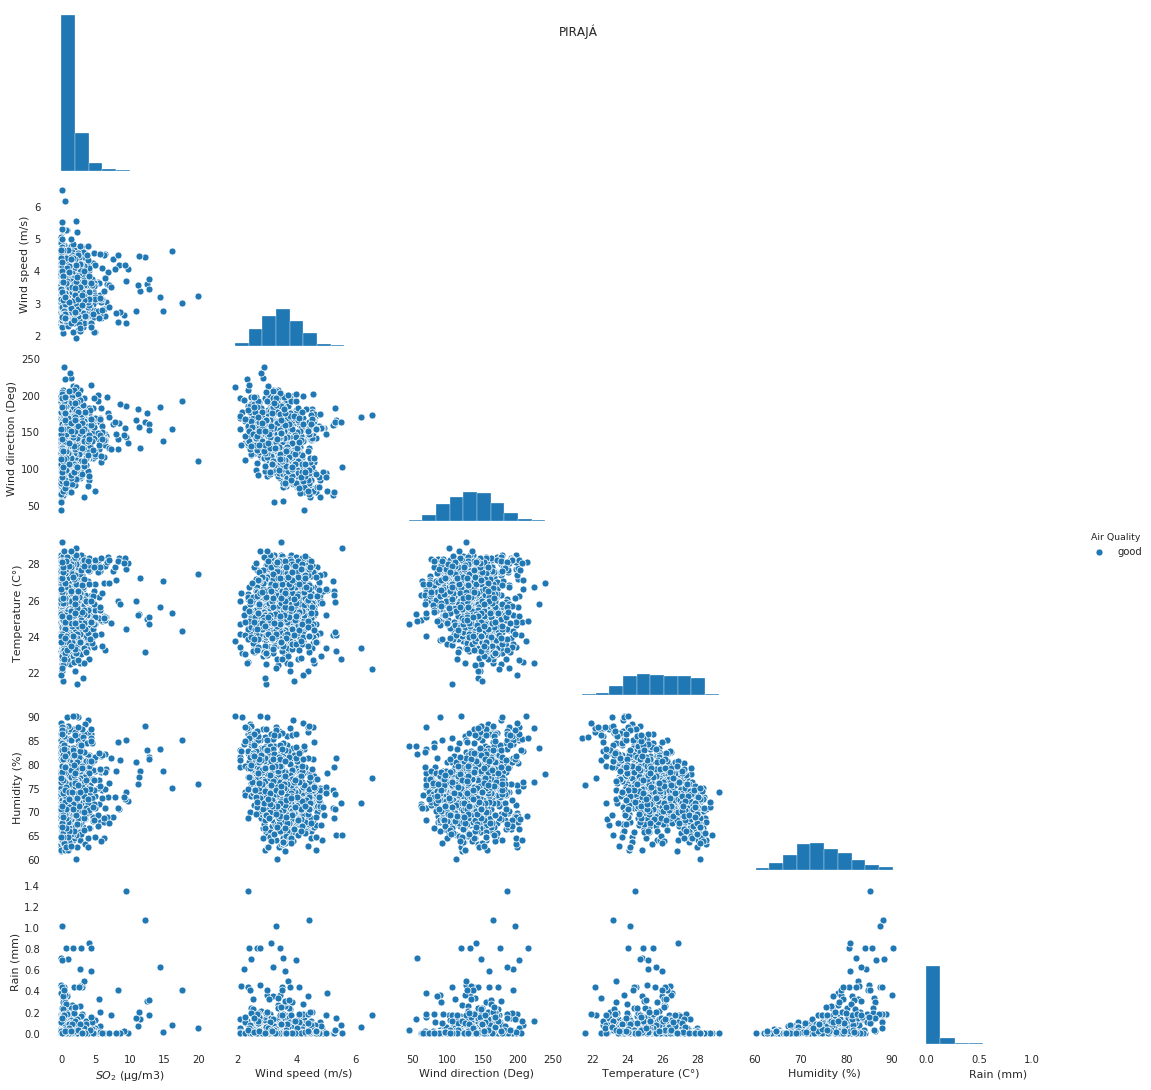 PIRAJÁ
6
5
4
3
2
Wind speed (m/s)
250
200
150
100
50
Wind direction (Deg)
Air Quality
good
28
26
24
22
Temperature (C°)
90
85
80
75
70
65
60
Humidity (%)
1.4
1.2
1.0
0.8
0.6
0.4
0.2
0.0
Rain (mm)
0 5 10 15 20
2 4 6
50 100 150 200 250
22 24 26 28
60 70 80 90
0.0 0.5 1.0
SO2 (µg/m3)
Wind speed (m/s)
Wind direction (Deg)
Temperature (C°)
Humidity (%)
Rain (mm)